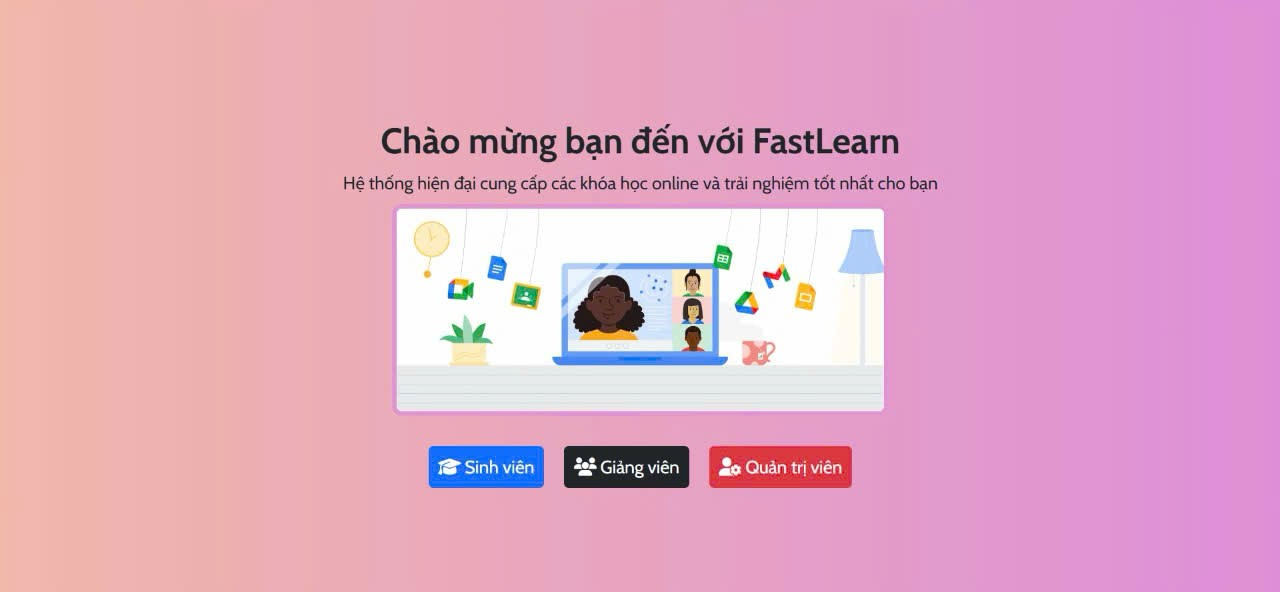 Chào mừng bạn đến với FastLearn
Hệ thống hiện đại cung cấp các khóa học online và trải nghiệm tốt nhất cho bạn
Sinh viên
Giảng viên
Quản trị viên